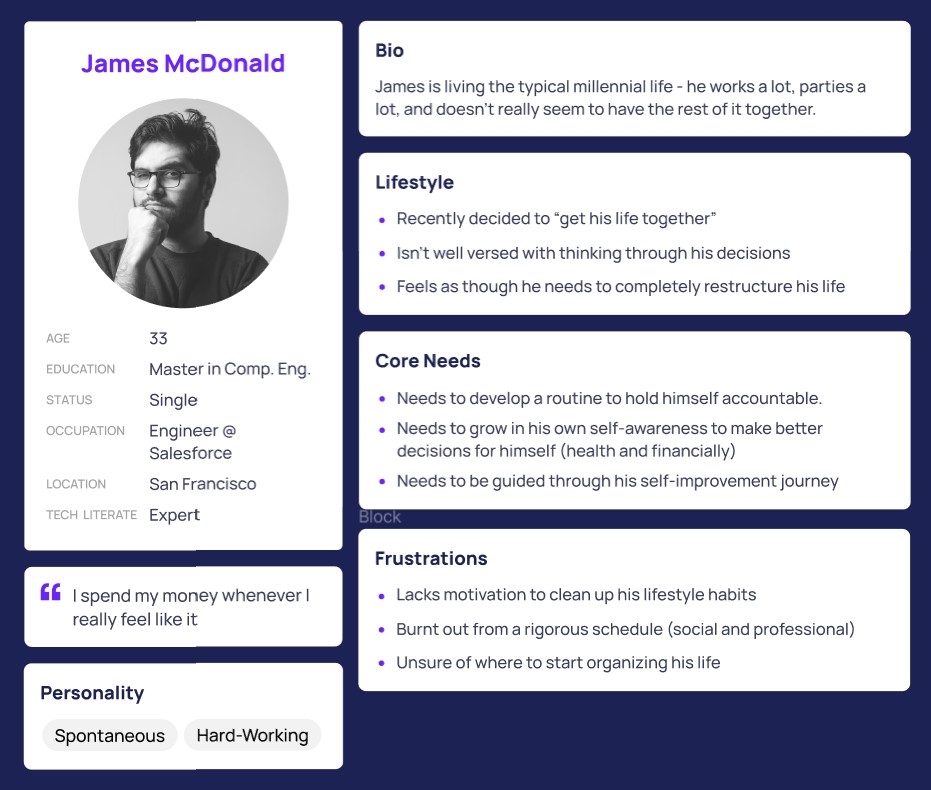 James McDonald
AGE 33
EDUCATION Master in Comp. Eng.
STATUS Single
OCCUPATION Engineer @
Salesforce
LOCATION San Francisco
TECH LITERATE Expert
I spend my money whenever I
really feel like it
Personality
Spontaneous Hard-Working
Bio
James is living the typical millennial life - he works a lot, parties a
lot, and doesn't really seem to have the rest of it together.
Lifestyle
Recently decided to “get his life together”
Isn't well versed with thinking through his decisions
Feels as though he needs to completely restructure his life
Core Needs
Needs to develop a routine to hold himself accountable.
Needs to grow in his own self-awareness to make better
decisions for himself (health and financially)
Needs to be guided through his self-improvement journey
Block
Frustrations
Lacks motivation to clean up his lifestyle habits
Burnt out from a rigorous schedule (social and professional)
Unsure of where to start organizing his life